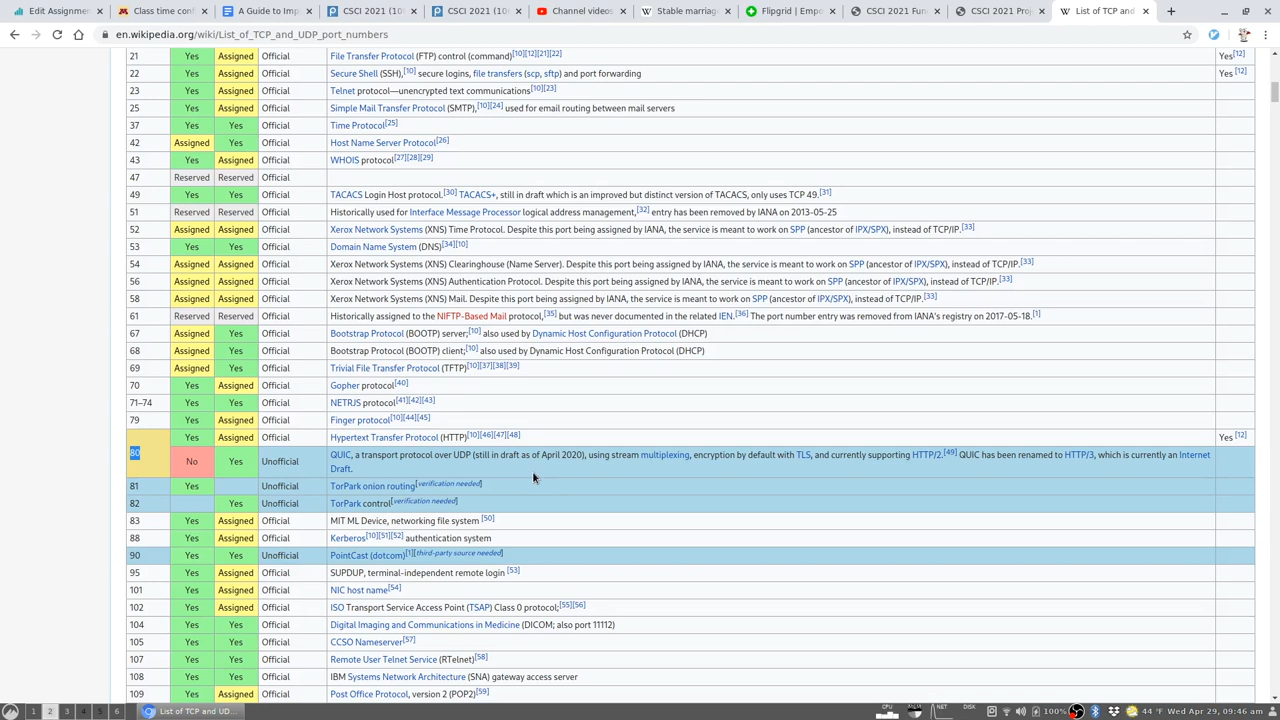 Edit Assignment Class time conf A Guide to Imp CSCI 2021 (10 CSCI 2021 (10 Channel videos Stable marriag Flipgrid | Emp CSCI 2021 Fun CSCI 2021 Proj List of TCP and
en.wikipedia.org/wiki/List_of_TCP_and_UDP_port_numbers
21 Yes Assigned Official File Transfer Protocol (FTP) control (command)[10][12][21][22] Yes[12]
22 Yes Assigned Official Secure Shell (SSH),[10] secure logins, file transfers (scp, sftp) and port forwarding Yes [12]
23 Yes Assigned Official Telnet protocol—unencrypted text communications[10][23]
25 Yes Assigned Official Simple Mail Transfer Protocol (SMTP),[10][24] used for email routing between mail servers
37 Yes Yes Official Time Protocol[25]
42 Assigned Yes Official Host Name Server Protocol[26]
43 Yes Assigned Official WHOIS protocol[27][28][29]
47 Reserved Reserved Official
49 Yes Yes Official TACACS Login Host protocol.[30] TACACS+, still in draft which is an improved but distinct version of TACACS, only uses TCP 49.[31]
51 Reserved Reserved Official Historically used for Interface Message Processor logical address management,[32] entry has been removed by IANA on 2013-05-25
52 Assigned Assigned Official Xerox Network Systems (XNS) Time Protocol. Despite this port being assigned by IANA, the service is meant to work on SPP (ancestor of IPX/SPX), instead of TCP/IP.[33]
53 Yes Yes Official Domain Name System (DNS)[34][10]
54 Assigned Assigned Official Xerox Network Systems (XNS) Clearinghouse (Name Server). Despite this port being assigned by IANA, the service is meant to work on SPP (ancestor of IPX/SPX), instead of TCP/IP.[33]
56 Assigned Assigned Official Xerox Network Systems (XNS) Authentication Protocol. Despite this port being assigned by IANA, the service is meant to work on SPP (ancestor of IPX/SPX), instead of TCP/IP.[33]
58 Assigned Assigned Official Xerox Network Systems (XNS) Mail. Despite this port being assigned by IANA, the service is meant to work on SPP (ancestor of IPX/SPX), instead of TCP/IP.[33]
61 Reserved Reserved Official Historically assigned to the NIFTP-Based Mail protocol,[35] but was never documented in the related IEN.[36] The port number entry was removed from IANA's registry on 2017-05-18.[1]
67 Assigned Yes Official Bootstrap Protocol (BOOTP) server;[10] also used by Dynamic Host Configuration Protocol (DHCP)
68 Assigned Yes Official Bootstrap Protocol (BOOTP) client;[10] also used by Dynamic Host Configuration Protocol (DHCP)
69 Assigned Yes Official Trivial File Transfer Protocol (TFTP)[10][37][38][39]
70 Yes Assigned Official Gopher protocol[40]
71–74 Yes Yes Official NETRJS protocol[41][42][43]
79 Yes Assigned Official Finger protocol[10][44][45]
Yes Assigned Official Hypertext Transfer Protocol (HTTP)[10][46][47][48] Yes [12]
80 No Yes Unofficial QUIC, a transport protocol over UDP (still in draft as of April 2020), using stream multiplexing, encryption by default with TLS, and currently supporting HTTP/2.[49] QUIC has been renamed to HTTP/3, which is currently an Internet
Draft.
81 Yes Unofficial TorPark onion routing[verification needed]
82 Yes Unofficial TorPark control[verification needed]
83 Yes Assigned Official MIT ML Device, networking file system [50]
88 Yes Assigned Official Kerberos[10][51][52] authentication system
90 Yes Yes Unofficial PointCast (dotcom)[1][third-party source needed]
95 Yes Assigned Official SUPDUP, terminal-independent remote login [53]
101 Yes Assigned Official NIC host name[54]
102 Yes Assigned Official ISO Transport Service Access Point (TSAP) Class 0 protocol;[55][56]
104 Yes Yes Official Digital Imaging and Communications in Medicine (DICOM; also port 11112)
105 Yes Yes Official CCSO Nameserver[57]
107 Yes Yes Official Remote User Telnet Service (RTelnet)[58]
108 Yes Yes Official IBM Systems Network Architecture (SNA) gateway access server
109 Yes Assigned Official Post Office Protocol, version 2 (POP2)[59]
1 2 3 4 5 6 List of TCP and UD... CPU MEM NET DISK 100% 44 °F Wed Apr 29, 09:46 am